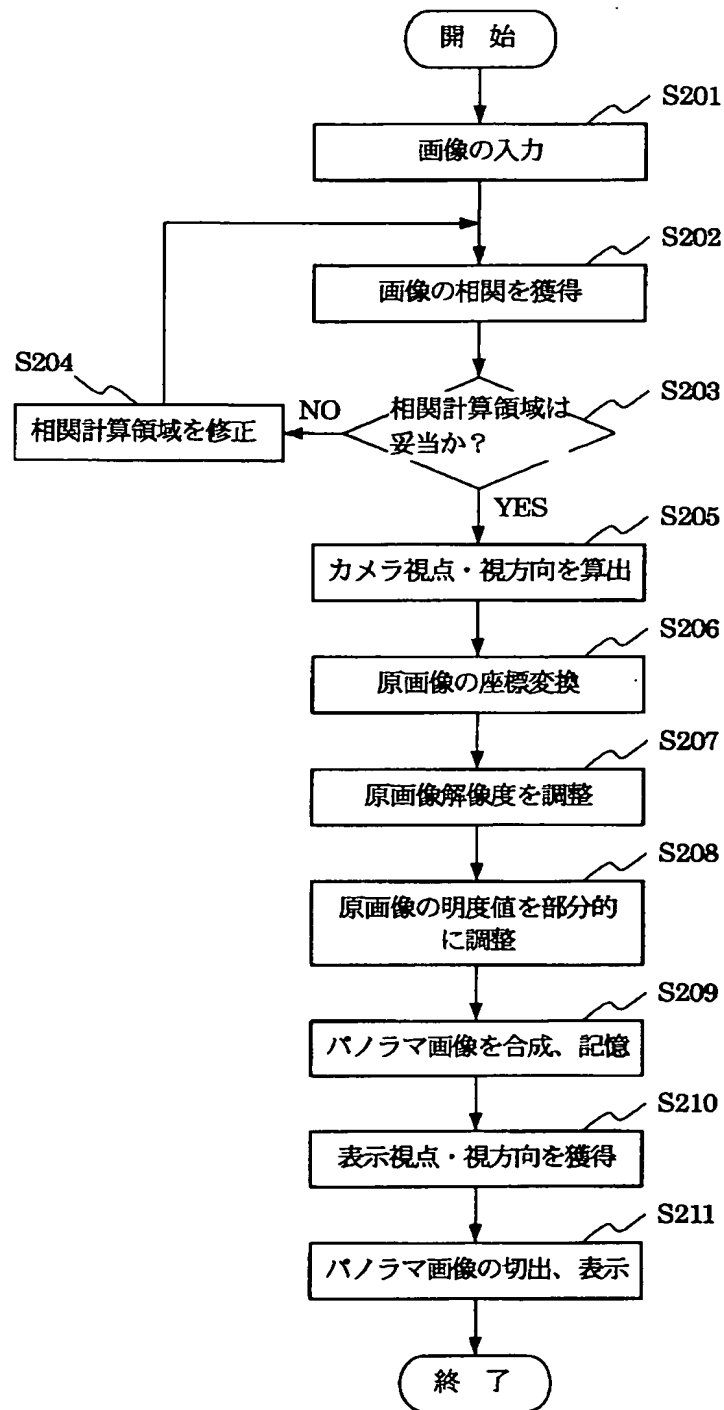 開 始
S201
画像の入力
S202
画像の相関を獲得
S204
相関計算領域を修正
NO
S203
相関計算領域は
妥当か?
YES
S205
カメラ視点・視方向を算出
S206
原画像の座標変換
S207
原画像解像度を調整
S208
原画像の明度値を部分的
に調整
S209
パノラマ画像を合成、記憶
S210
表示視点・視方向を獲得
S211
パノラマ画像の切出、表示
終 了